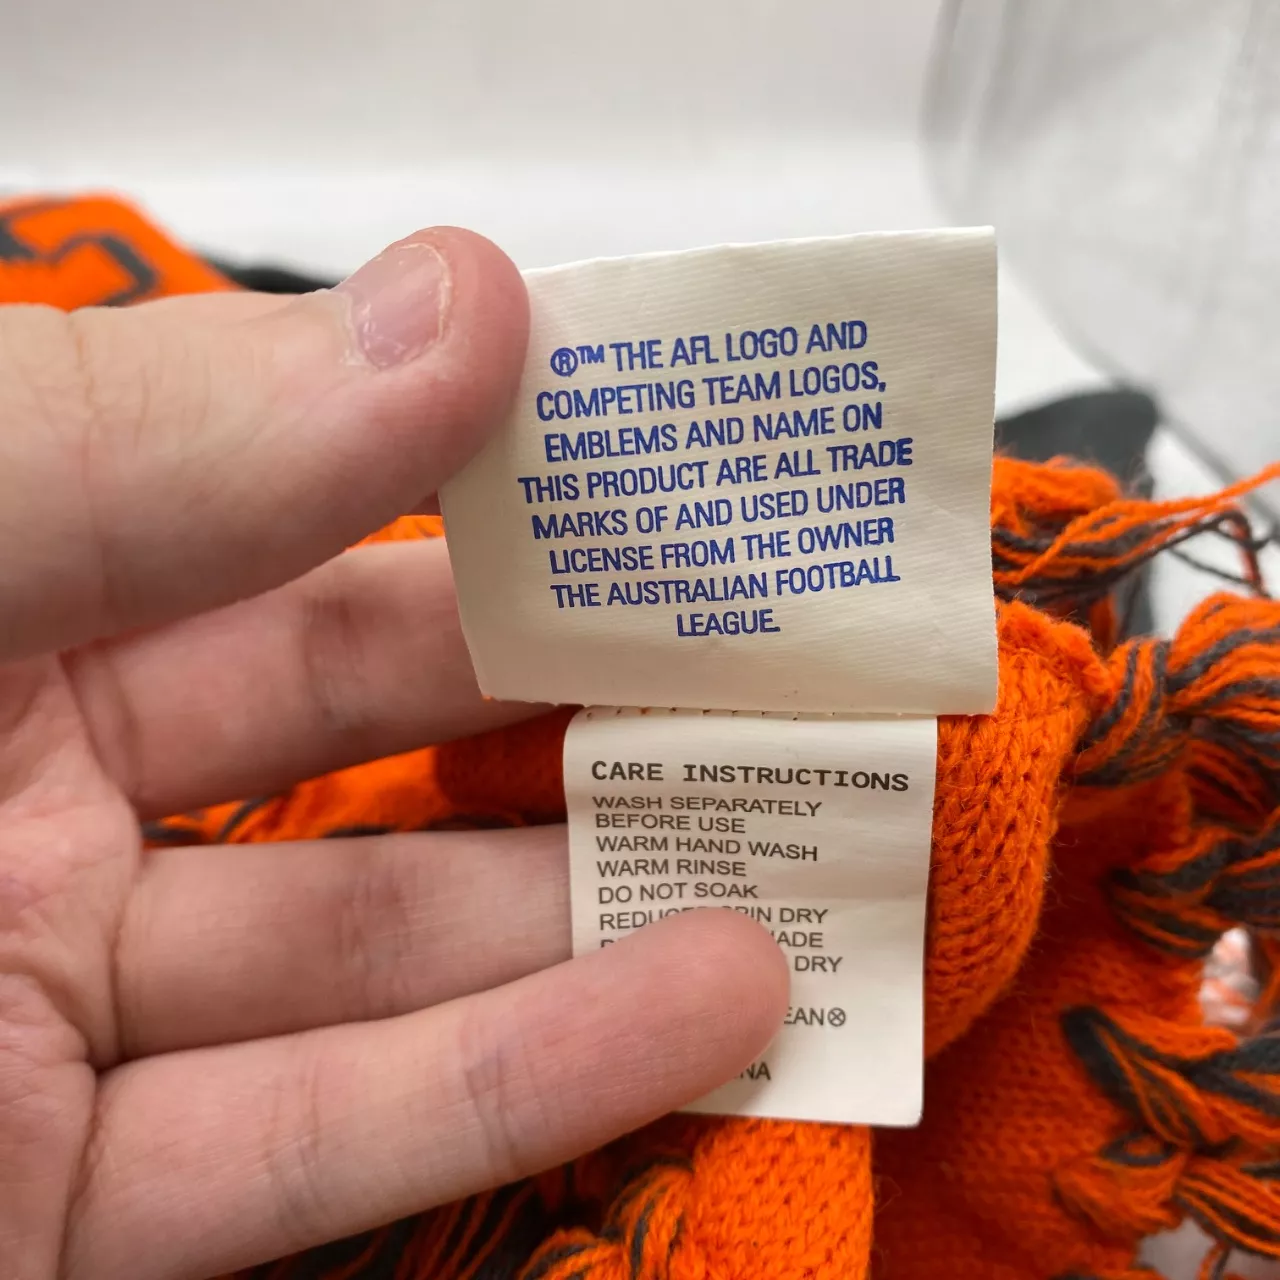 ®™ THE AFL LOGO AND
COMPETING TEAM LOGOS,
EMBLEMS AND NAME ON
THIS PRODUCT ARE ALL TRADE
MARKS OF AND USED UNDER
LICENSE FROM THE OWNER
THE AUSTRALIAN FOOTBALL
LEAGUE.
CARE INSTRUCTIONS
WASH SEPARATELY
BEFORE USE
WARM HAND WASH
WARM RINSE
DO NOT SOAK
DRY
DRY